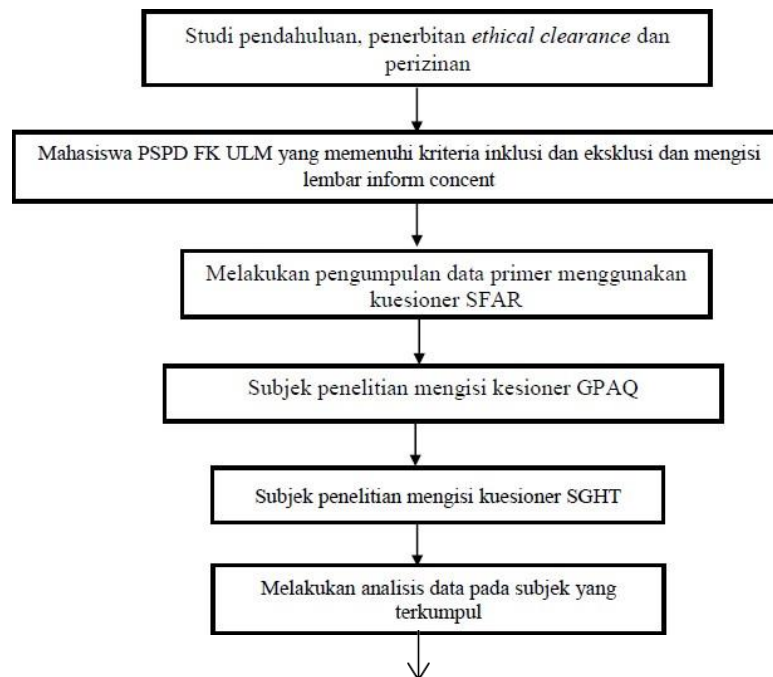 Studi pendahuluan, penerbitan ethical clearance dan
perizinan
Mahasiswa PSPD FK ULM yang memenuhi kriteria inklusi dan eksklusi dan mengisi
lembar inform concent
Melakukan pengumpulan data primer menggunakan
kuesioner SFAR
Subjek penelitian mengisi kesioner GPAQ
Subjek penelitian mengisi kuesioner SGHT
Melakukan analisis data pada subjek yang
terkumpul